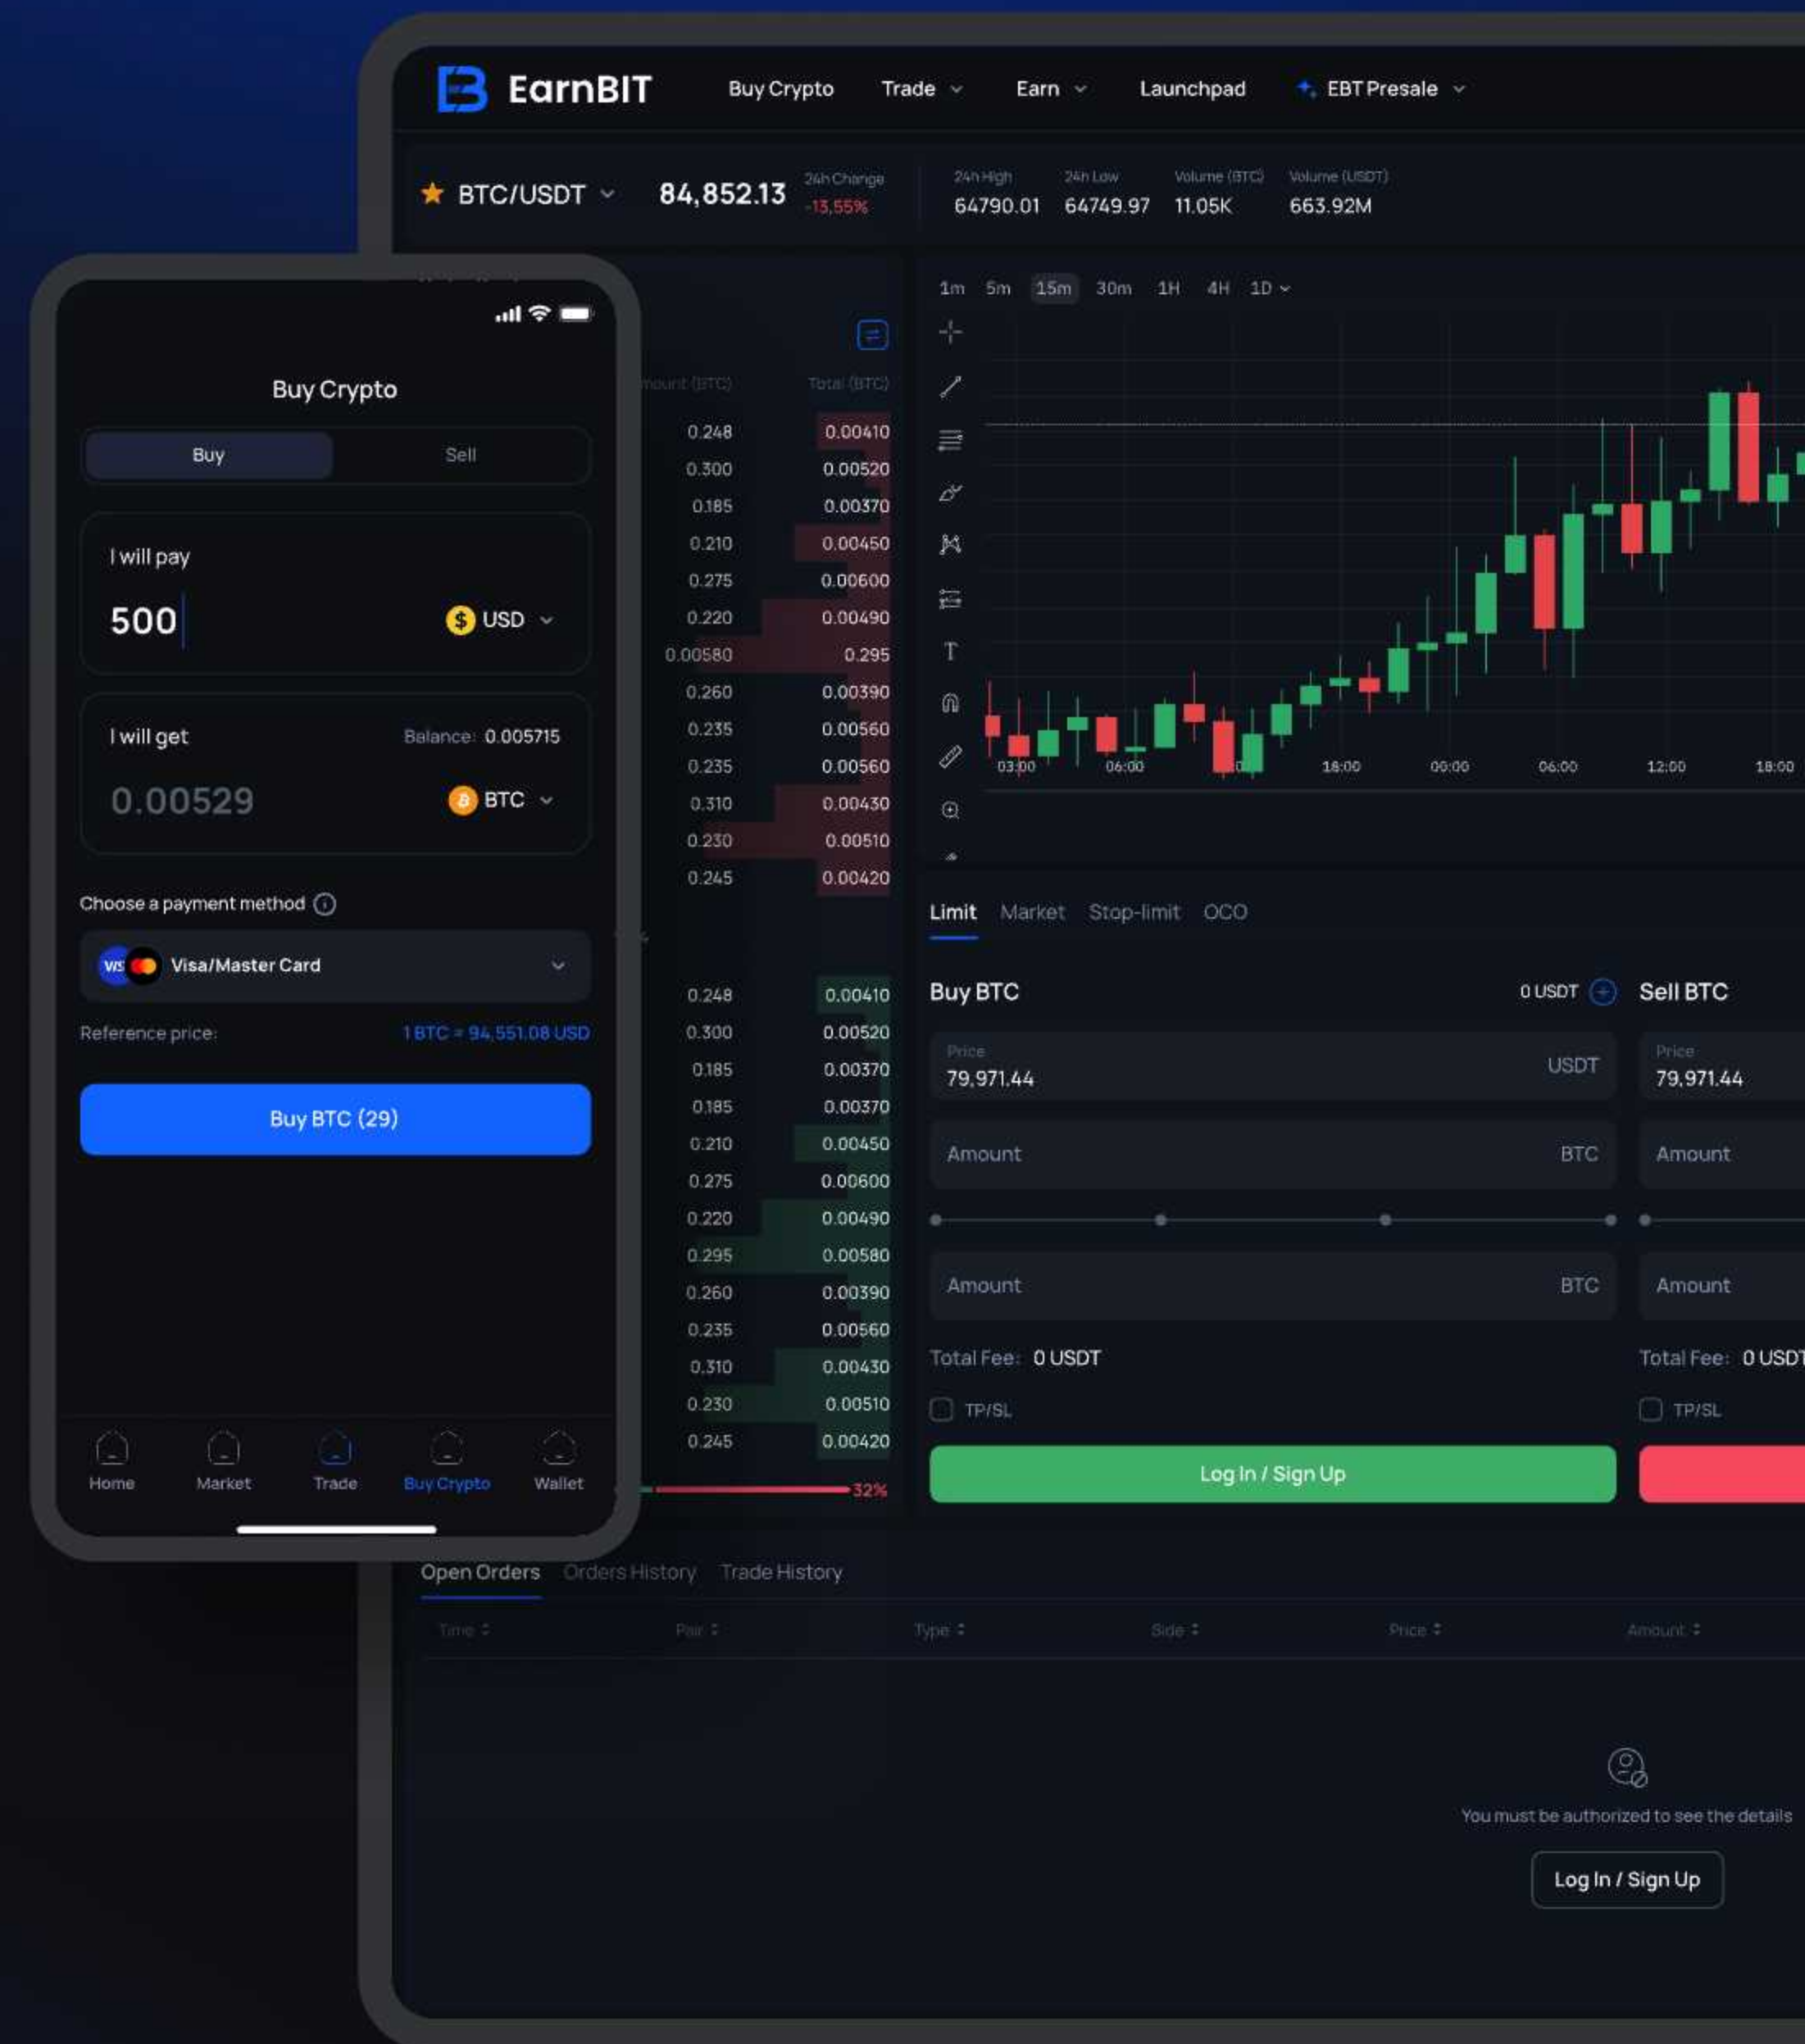 EarnBIT
Buy Crypto Trade Earn Launchpad EBT Presale
BTC/USDT 84,852.13 24h Change -13,55%
24h High 24h Low Volume (BTC) Volume (USDT)
64790.01 64749.97 11.05K 663.92M
1m 5m 15m 30m 1H 4H 1D
Total (BTC)
0.248 0.00410
0.300 0.00520
0.185 0.00370
0.210 0.00450
0.275 0.00600
0.220 0.00490
0.00580 0.295
0.260 0.00390
0.235 0.00560
0.235 0.00560
0.310 0.00430
0.230 0.00510
0.245 0.00420
0.248 0.00410
0.300 0.00520
0.185 0.00370
0.185 0.00370
0.210 0.00450
0.275 0.00600
0.220 0.00490
0.295 0.00580
0.260 0.00390
0.235 0.00560
0.310 0.00430
0.230 0.00510
0.245 0.00420
32%
T
03:00 06:00 18:00 00:00 06:00 12:00 18:00
Limit Market Stop-limit OCO
Buy BTC 0 USDT Sell BTC
Price Price
79,971.44 USDT 79,971.44
Amount BTC Amount
Amount BTC Amount
Total Fee: 0 USDT Total Fee: 0 USDT
TP/SL TP/SL
Log In / Sign Up
Open Orders Orders History Trade History
Time Pair Type Side Price Amount
You must be authorized to see the details
Log In / Sign Up
Buy Crypto
Buy Sell
I will pay
500 $ USD
I will get Balance: 0.005715
0.00529 BTC
Choose a payment method
Visa/Master Card
Reference price: 1 BTC = 94,551.08 USD
Buy BTC (29)
Home Market Trade Buy Crypto Wallet